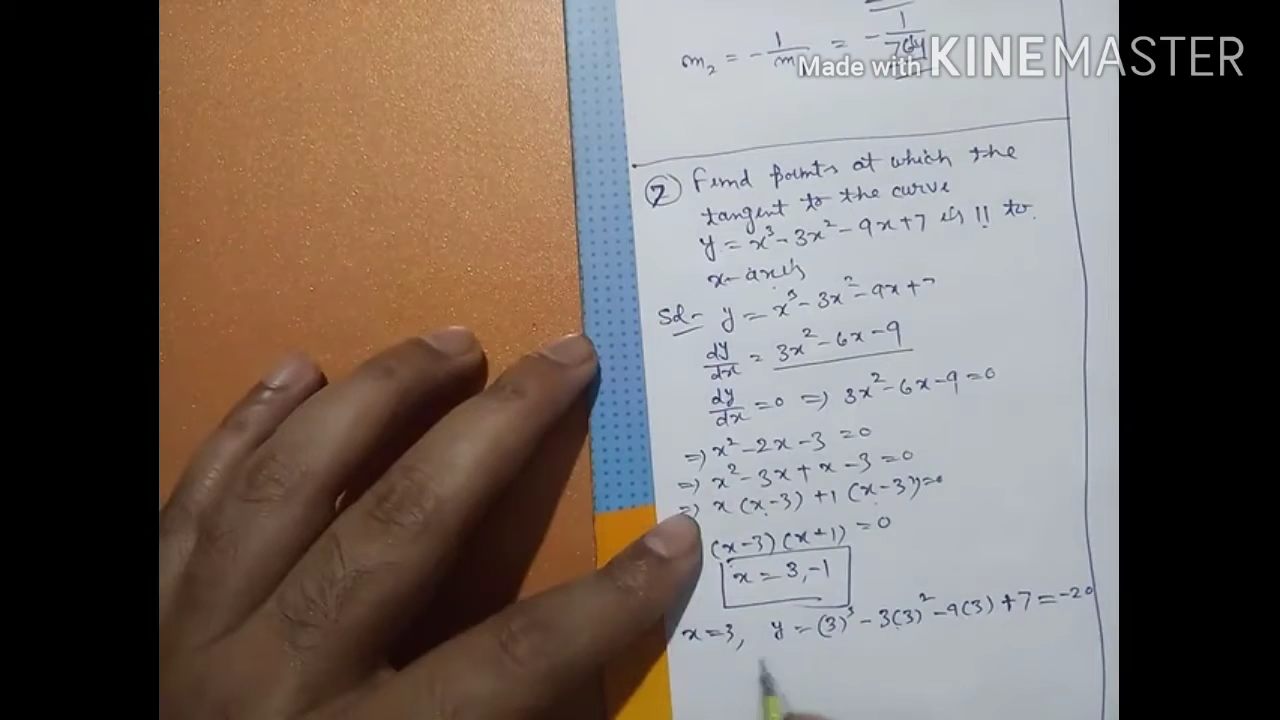 m₂ = - 1/m = - 1/764
Made with KINEMASTER
② Find points at which the
tangent to the curve
y = x³ - 3x² - 9x + 7 is || to
x-axis
Sol- y = x³ - 3x² - 9x + 7
dy/dx = 3x² - 6x - 9
dy/dx = 0 => 3x² - 6x - 9 = 0
=> x² - 2x - 3 = 0
=> x² - 3x + x - 3 = 0
=> x (x-3) + 1 (x-3) = 0
(x-3) (x+1) = 0
x = 3, -1
x = 3, y = (3)³ - 3(3)² - 9(3) + 7 = -20